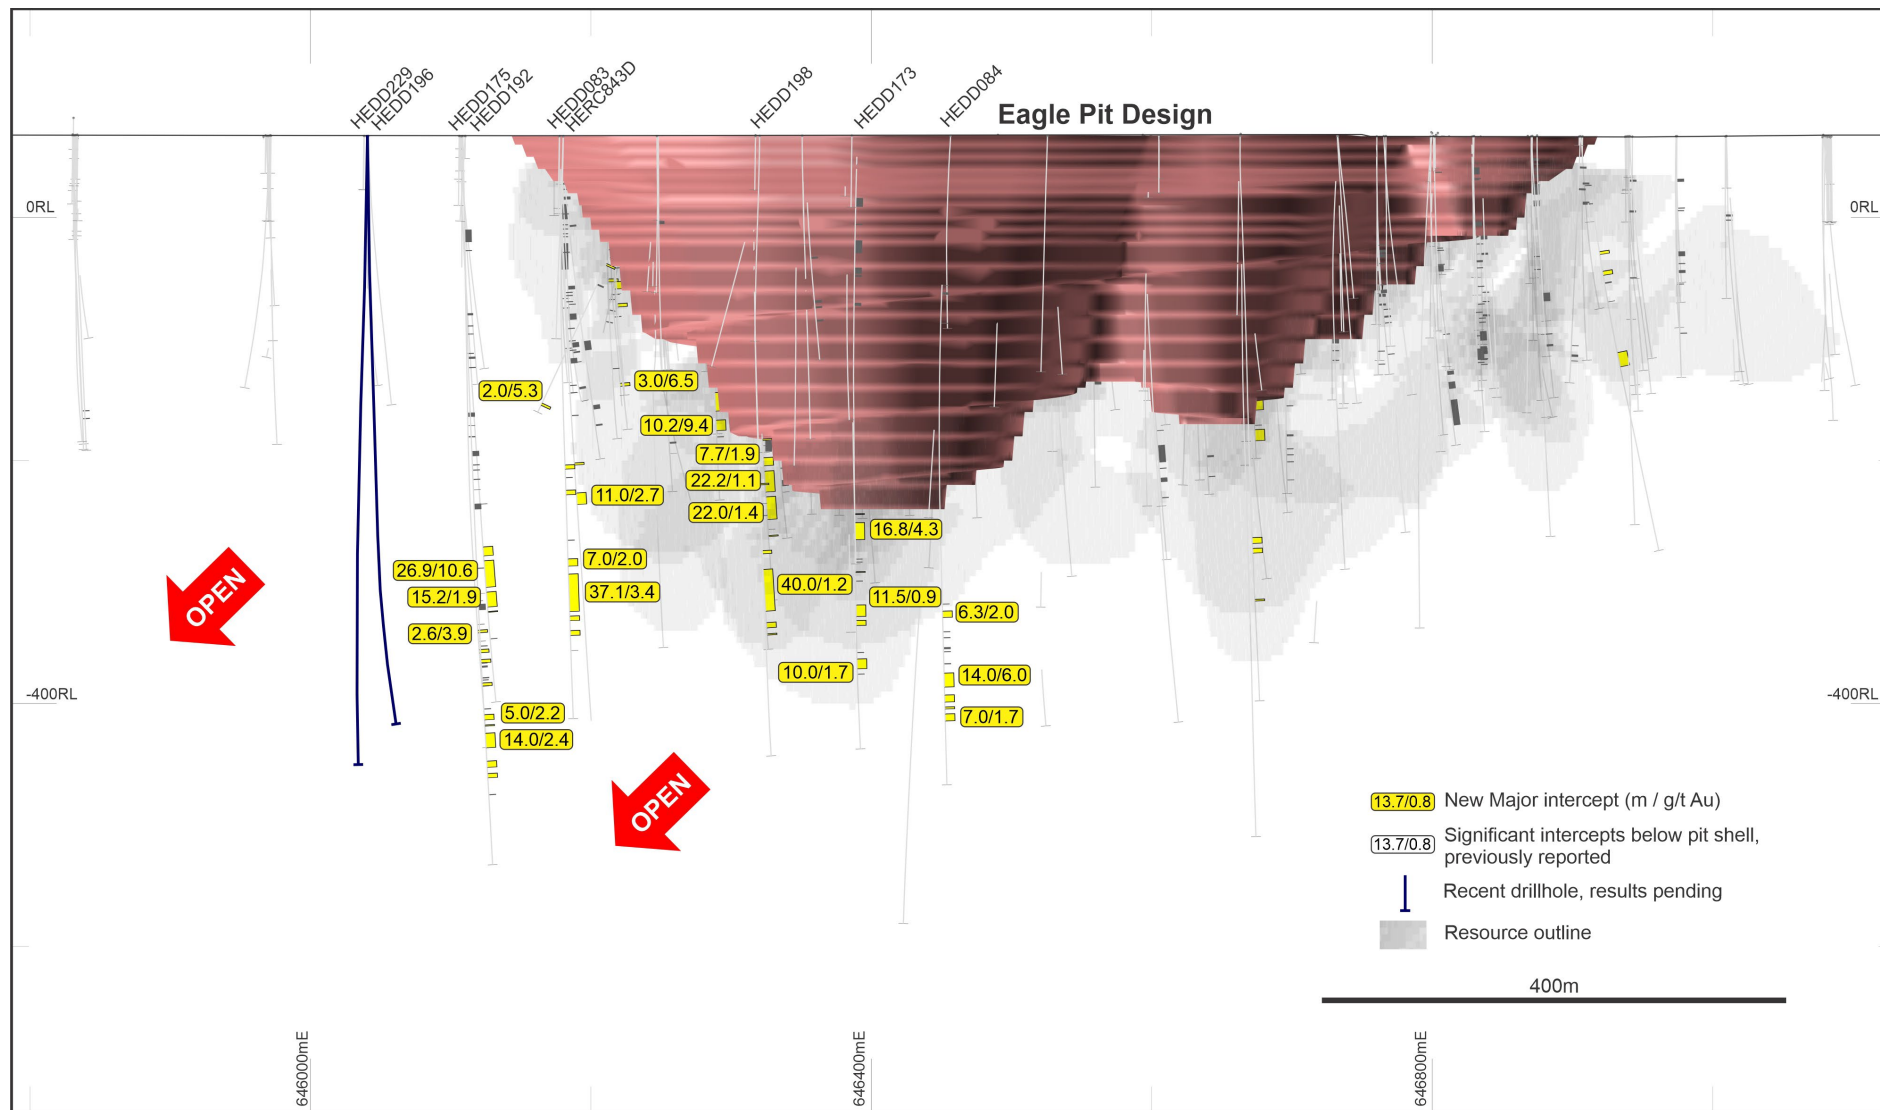 HEDD229
HEDD196
HEDD175
HEDD192
HEDD083
HERC843D
HEDD198
HEDD173
HEDD084
Eagle Pit Design
0RL
0RL
2.0/5.3
3.0/6.5
10.2/9.4
7.7/1.9
22.2/1.1
11.0/2.7
22.0/1.4
16.8/4.3
7.0/2.0
26.9/10.6
37.1/3.4
40.0/1.2
15.2/1.9
11.5/0.9
6.3/2.0
2.6/3.9
10.0/1.7
14.0/6.0
OPEN
-400RL
-400RL
5.0/2.2
7.0/1.7
14.0/2.4
OPEN
13.7/0.8 New Major intercept (m / g/t Au)
13.7/0.8 Significant intercepts below pit shell,
previously reported
Recent drillhole, results pending
Resource outline
400m
646000mE
646400mE
646800mE